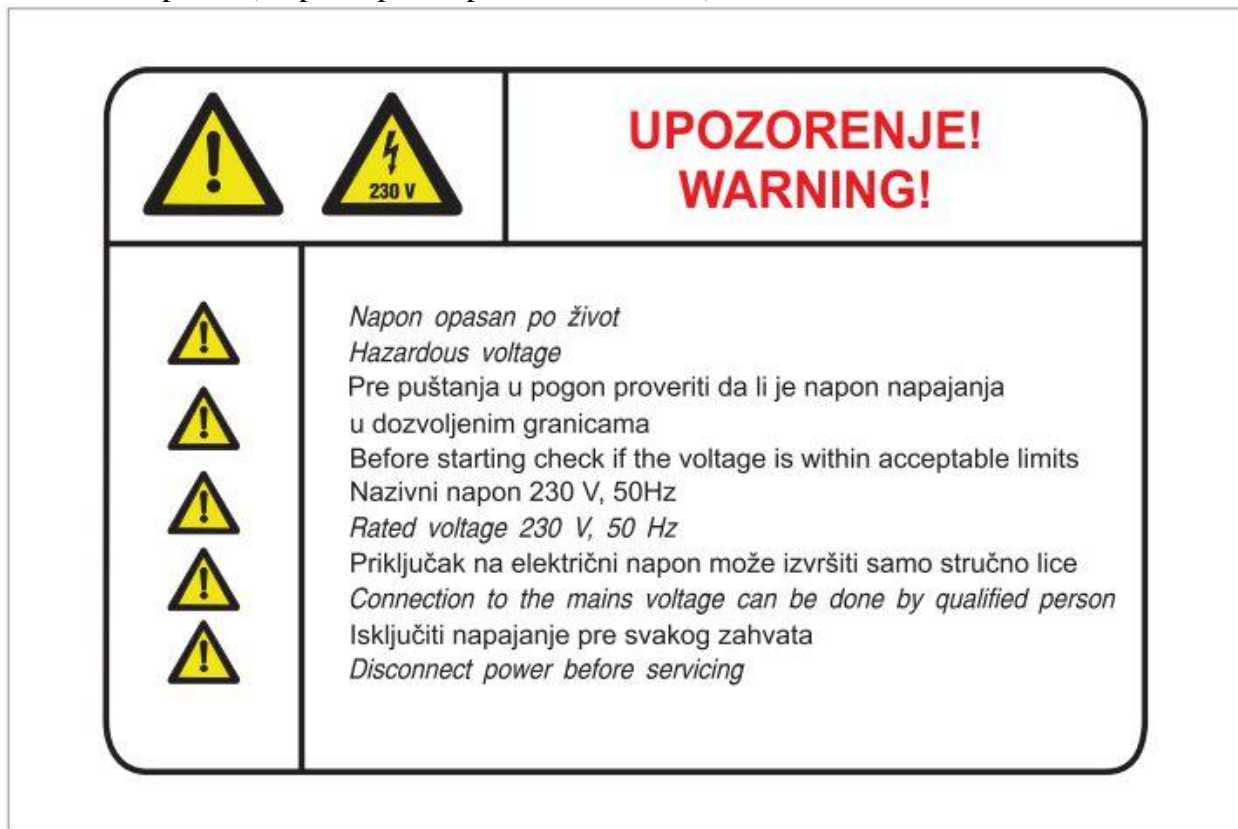 230 V
UPOZORENJE!
WARNING!
Napon opasan po život
Hazardous voltage
Pre puštanja u pogon proveriti da li je napon napajanja
u dozvoljenim granicama
Before starting check if the voltage is within acceptable limits
Nazivni napon 230 V, 50Hz
Rated voltage 230 V, 50 Hz
Priključak na električni napon može izvršiti samo stručno lice
Connection to the mains voltage can be done by qualified person
Isključiti napajanje pre svakog zahvata
Disconnect power before servicing